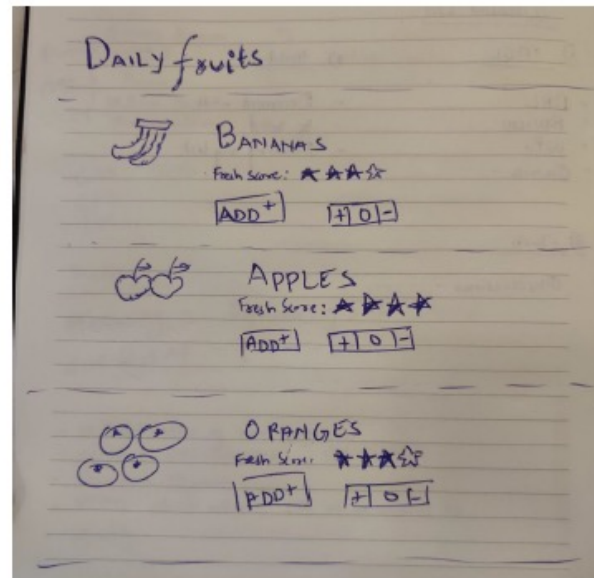 DAILY fruits
BANANAS
Fresh Score: ★★★☆
ADD+ + 0 -
APPLES
Fresh Score: ★★★★
ADD+ + 0 -
ORANGES
Fresh Score: ★★★☆
ADD+ + 0 -